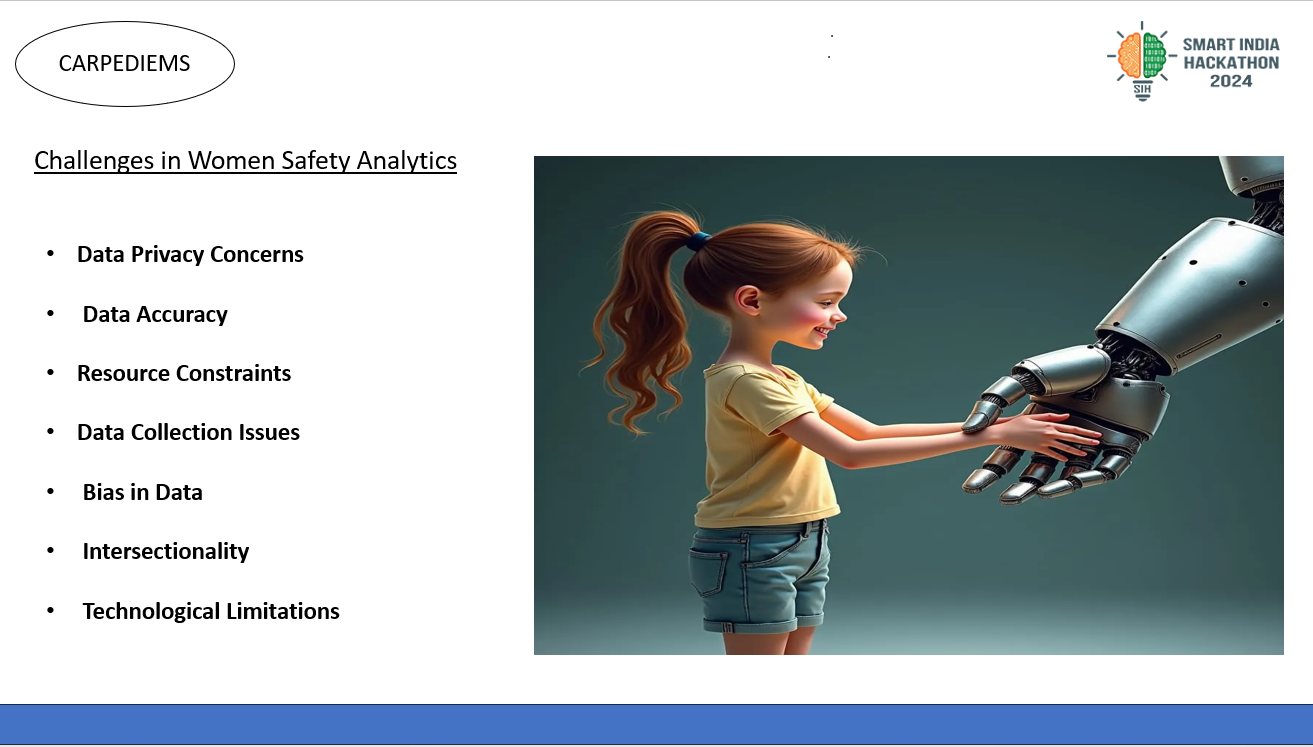 CARPEDIEMS
SMART INDIA
HACKATHON
2024
SIH
Challenges in Women Safety Analytics
• Data Privacy Concerns
• Data Accuracy
• Resource Constraints
• Data Collection Issues
• Bias in Data
• Intersectionality
• Technological Limitations